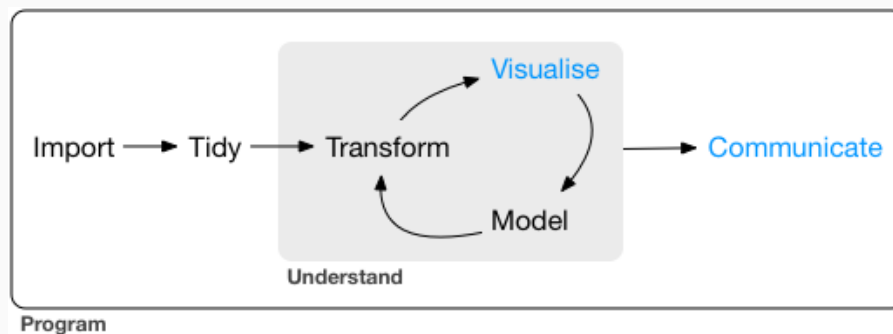 Visualise
Import
Tidy
Transform
Communicate
Model
Understand
Program